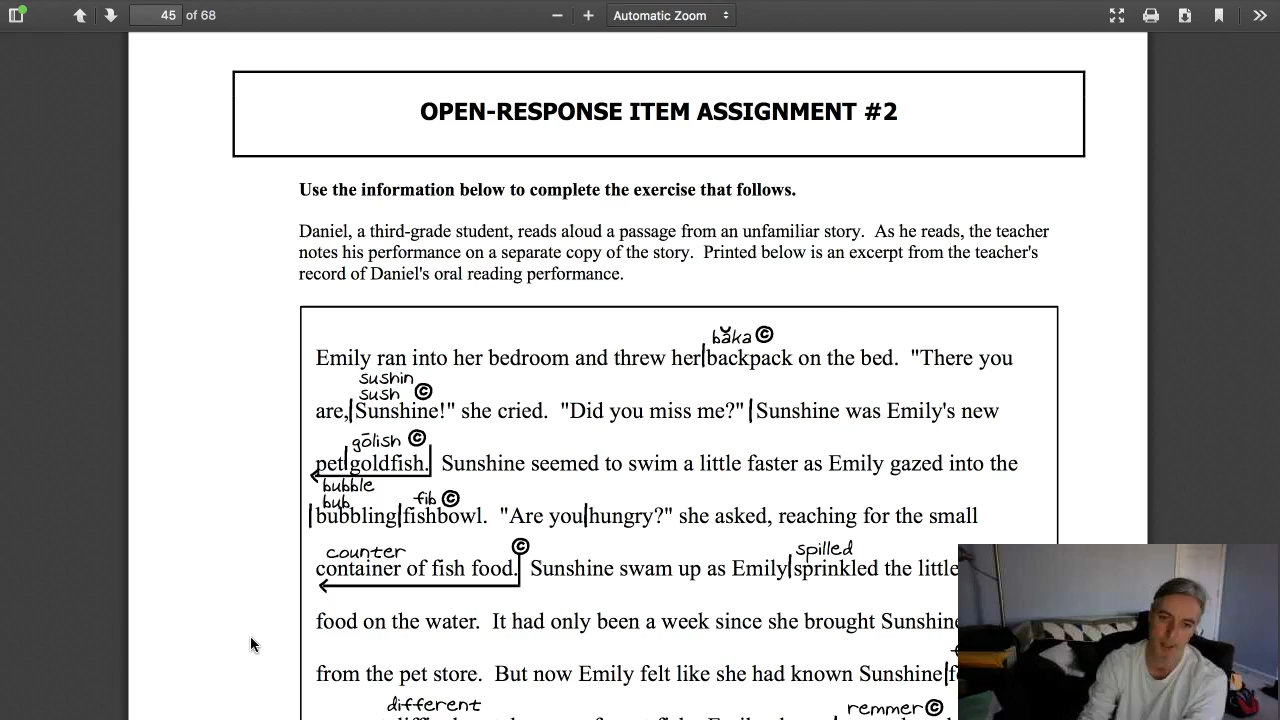 45 of 68
Automatic Zoom
OPEN-RESPONSE ITEM ASSIGNMENT #2
Use the information below to complete the exercise that follows.
Daniel, a third-grade student, reads aloud a passage from an unfamiliar story. As he reads, the teacher
notes his performance on a separate copy of the story. Printed below is an excerpt from the teacher's
record of Daniel's oral reading performance.
băka ©
Emily ran into her bedroom and threw her backpack on the bed. "There you
sushin
sush ©
are, Sunshine!" she cried. "Did you miss me?" Sunshine was Emily's new
gōlish ©
pet goldfish. Sunshine seemed to swim a little faster as Emily gazed into the
bubble
bub fib ©
bubbling fishbowl. "Are you hungry?" she asked, reaching for the small
counter © spilled
container of fish food. Sunshine swam up as Emily sprinkled the little
food on the water. It had only been a week since she brought Sunshine
from the pet store. But now Emily felt like she had known Sunshine
different remmer ©